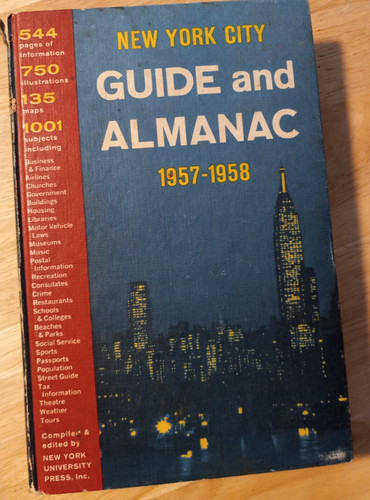 544
pages of
information
750
illustrations
135
maps
1001
subjects
including
Business
& Finance
Airlines
Churches
Government
Buildings
Housing
Libraries
Motor Vehicle
Laws
Museums
Music
Postal
Information
Recreation
Consulates
Crime
Restaurants
Schools
& Colleges
Beaches
& Parks
Social Service
Sports
Passports
Population
Street Guide
Tax
Information
Theatre
Weather
Tours
Compiled &
edited by
NEW YORK
UNIVERSITY
PRESS, Inc.
NEW YORK CITY
GUIDE and
ALMANAC
1957-1958